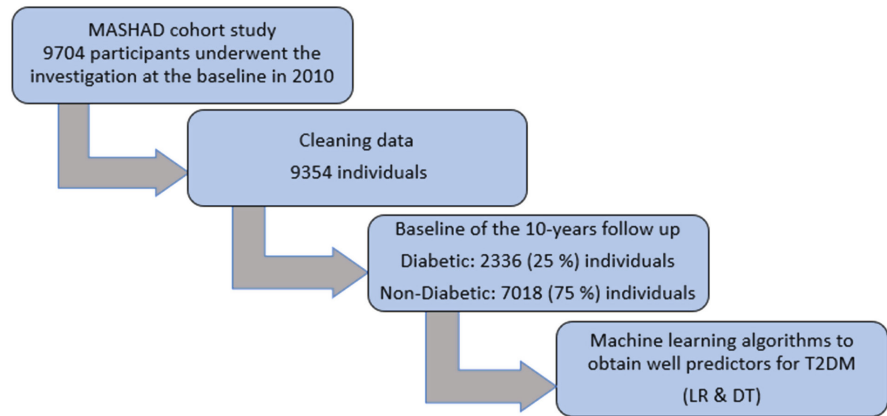 MASHAD cohort study
9704 participants underwent the
investigation at the baseline in 2010
Cleaning data
9354 individuals
Baseline of the 10-years follow up
Diabetic: 2336 (25 %) individuals
Non-Diabetic: 7018 (75 %) individuals
Machine learning algorithms to
obtain well predictors for T2DM
(LR & DT)